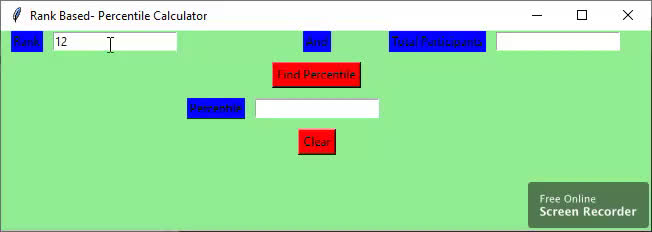 Rank Based- Percentile Calculator
Rank 12 And Total Participants
Find Percentile
Percentile
Clear
Free Online
Screen Recorder